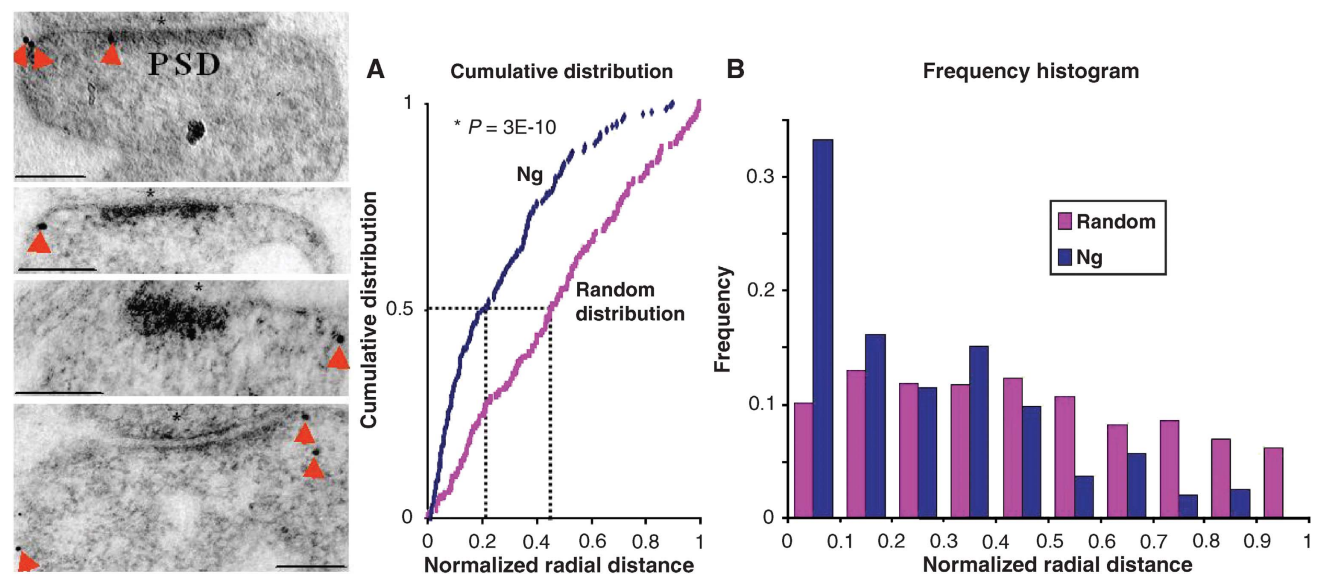 *
PSD
*
*
*
A
Cumulative distribution
* P = 3E-10
Ng
Random
distribution
Cumulative distribution
1
0.5
0
0 0.2 0.4 0.6 0.8 1
Normalized radial distance
B
Frequency histogram
Random
Ng
Frequency
0.3
0.2
0.1
0
0 0.1 0.2 0.3 0.4 0.5 0.6 0.7 0.8 0.9 1
Normalized radial distance